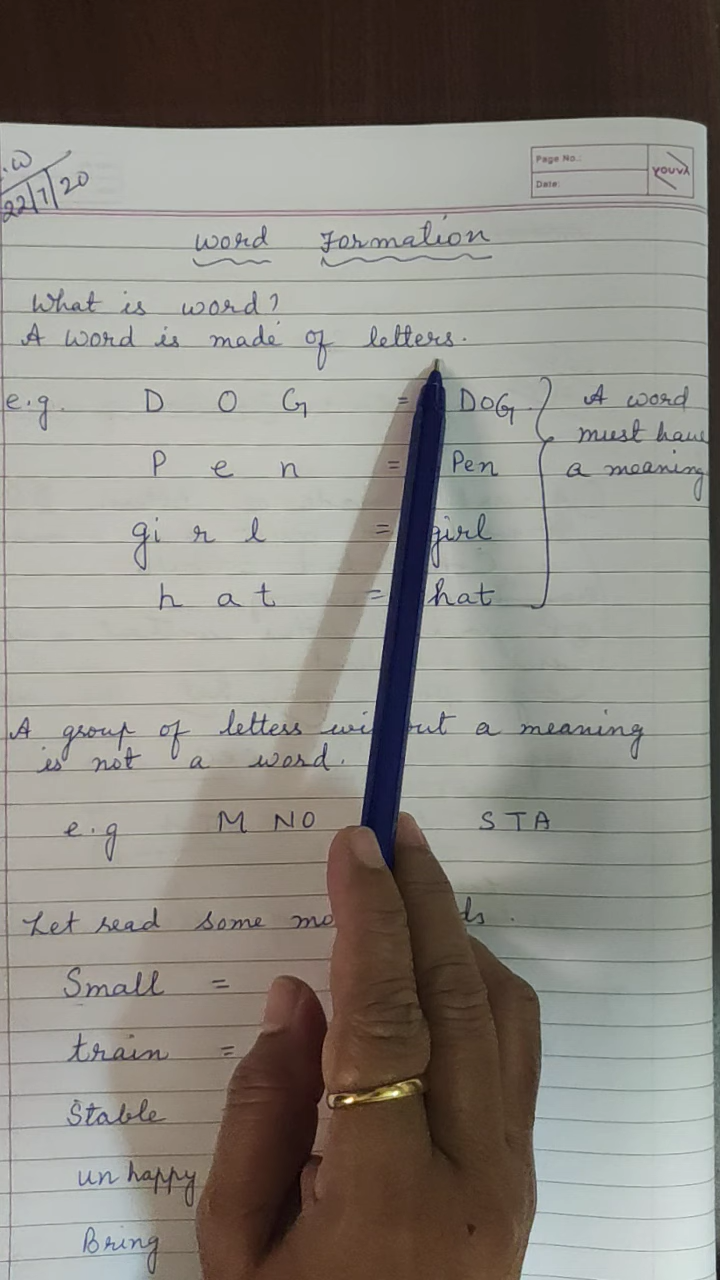 .W
22/7/20
Page No.:
Date:
YOUVA
Word Formation
What is word?
A word is made of letters.
e.g. D O G = DOG
A word
must have
a meaning
P e n = Pen
gi r l = girl
h a t = hat
A group of letters without a meaning
is not a word.
e.g M NO STA
Let read some
Small =
train =
Stable
un happy
Bring